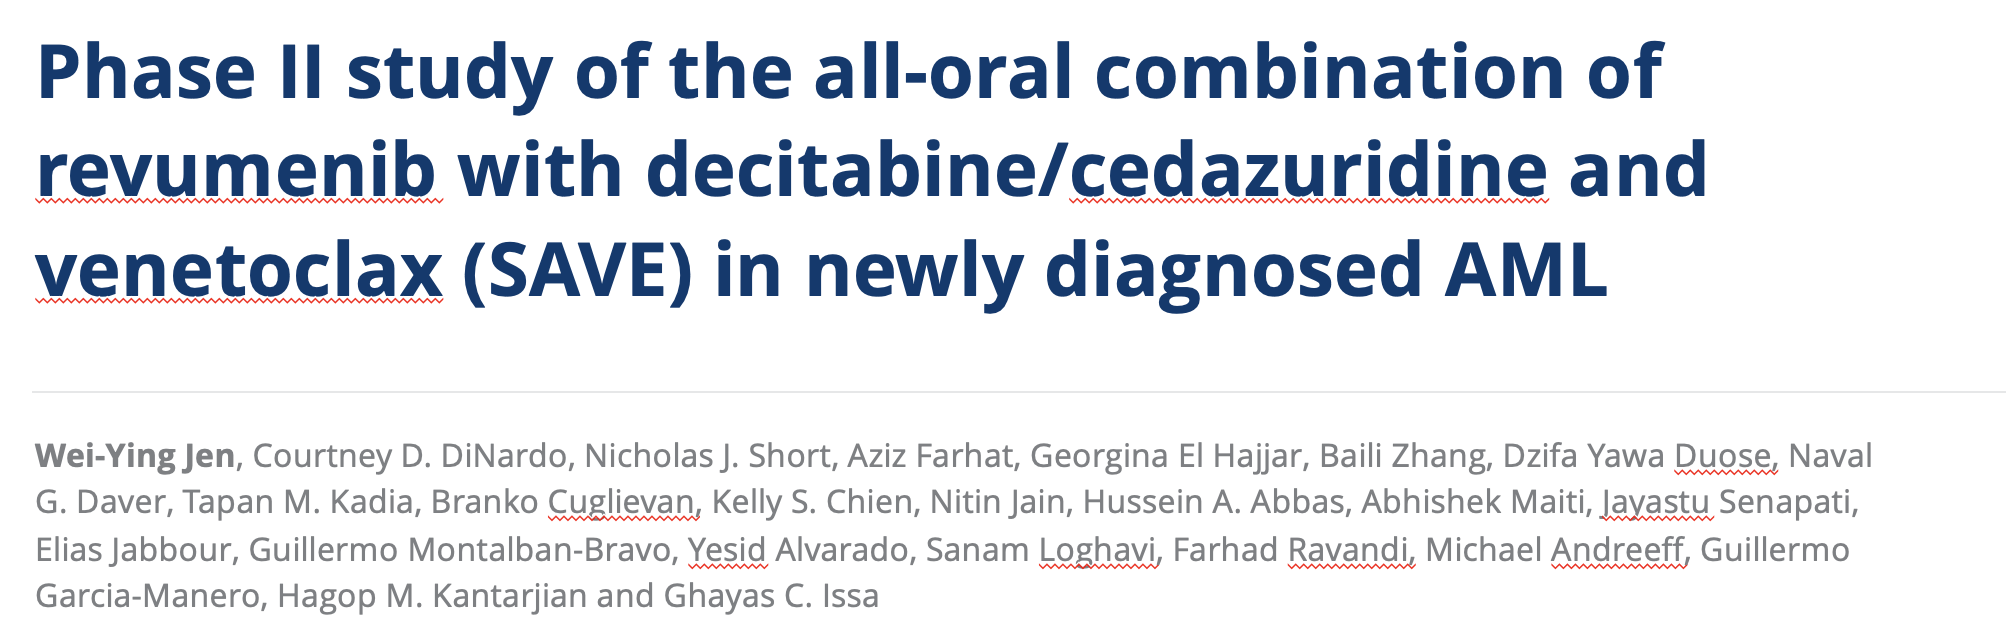 Phase II study of the all-oral combination of
revumenib with decitabine/cedazuridine and
venetoclax (SAVE) in newly diagnosed AML
Wei-Ying Jen, Courtney D. DiNardo, Nicholas J. Short, Aziz Farhat, Georgina El Hajjar, Baili Zhang, Dzifa Yawa Duose, Naval
G. Daver, Tapan M. Kadia, Branko Cuglievan, Kelly S. Chien, Nitin Jain, Hussein A. Abbas, Abhishek Maiti, Jayastu Senapati,
Elias Jabbour, Guillermo Montalban-Bravo, Yesid Alvarado, Sanam Loghavi, Farhad Ravandi, Michael Andreeff, Guillermo
Garcia-Manero, Hagop M. Kantarjian and Ghayas C. Issa